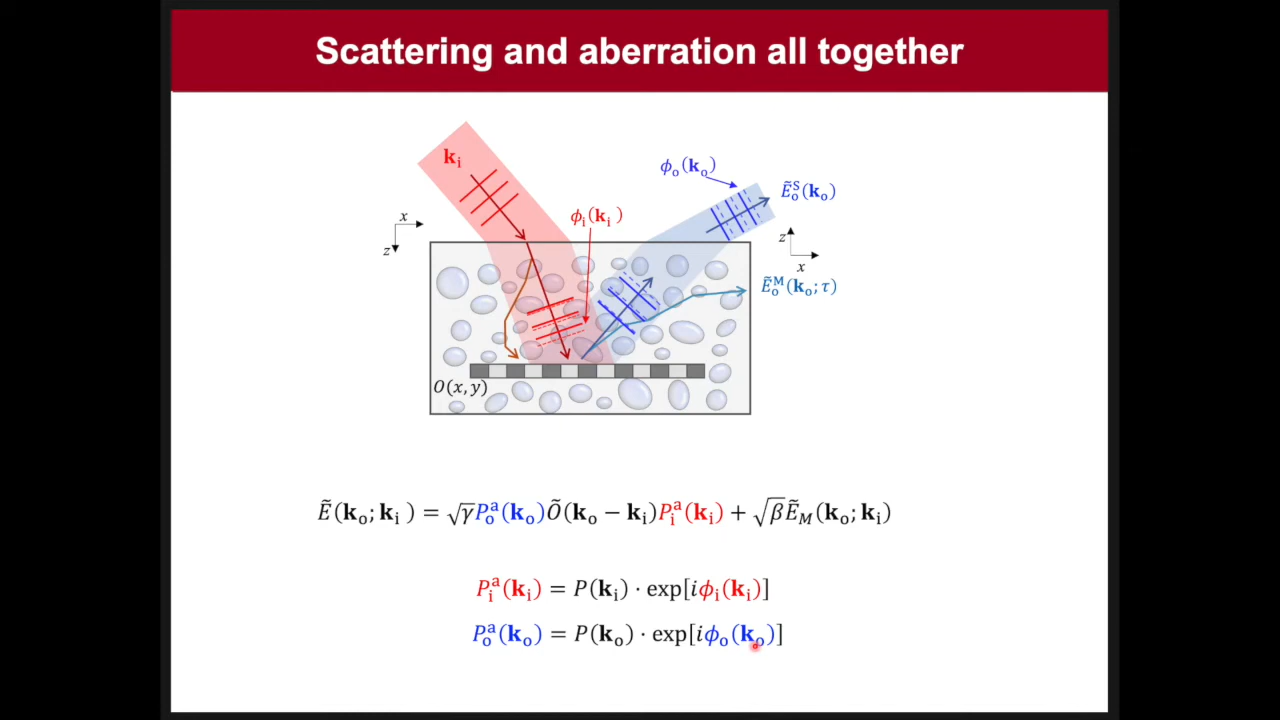 Scattering and aberration all together
k_i
ϕ_o(k_o)
Ẽ_o^S(k_o)
x
ϕ_i(k_i)
z
z
x
Ẽ_o^M(k_o; τ)
O(x, y)
Ẽ(k_o; k_i ) = √γ P_o^a(k_o)Õ(k_o − k_i)P_i^a(k_i) + √β Ẽ_M(k_o; k_i)
P_i^a(k_i) = P(k_i) · exp[iϕ_i(k_i)]
P_o^a(k_o) = P(k_o) · exp[iϕ_o(k_o)]